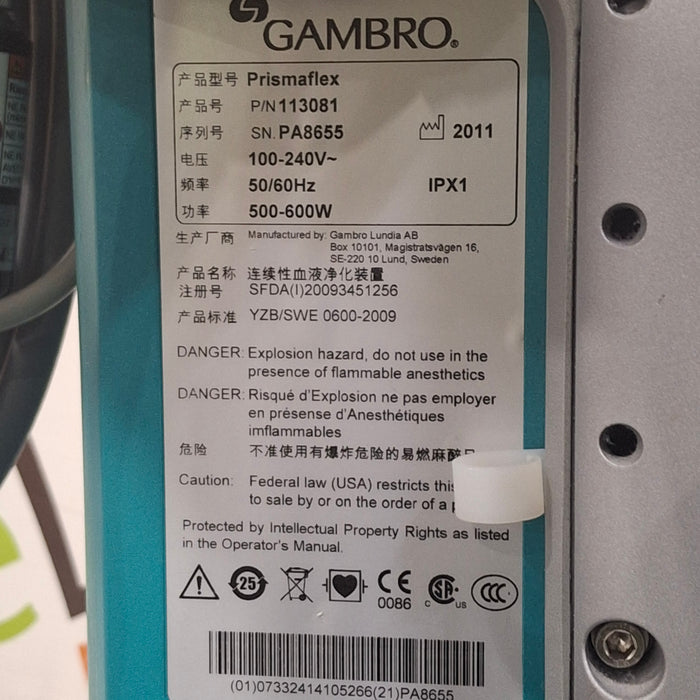 GAMBRO®
产品型号 Prismaflex
产品号 P/N 113081
序列号 SN. PA8655 2011
电压 100-240V~
频率 50/60Hz IPX1
功率 500-600W
生产厂商 Manufactured by: Gambro Lundia AB
Box 10101, Magistratsvägen 16,
SE-220 10 Lund, Sweden
产品名称 连续性血液净化装置
注册号 SFDA(I)20093451256
产品标准 YZB/SWE 0600-2009
DANGER: Explosion hazard, do not use in the
presence of flammable anesthetics
DANGER: Risqué d'Explosion ne pas employer
en présense d'Anesthétiques
imflammables
危险 不准使用有爆炸危险的易燃麻醉
Caution: Federal law (USA) restricts this
to sale by or on the order of a
Protected by Intellectual Property Rights as listed
in the Operator's Manual.
25 CE 0086 C SA US CCC
(01)07332414105266(21)PA8655